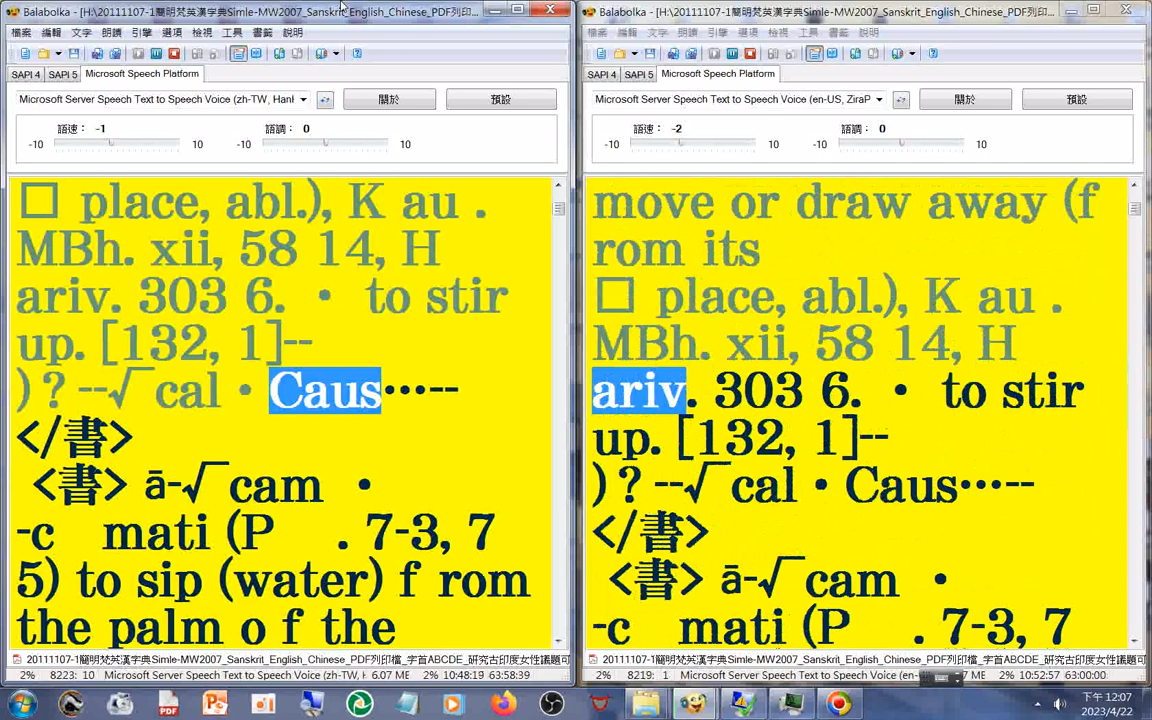 Balabolka - [H:\20111107-1簡明梵英漢字典Simle-MW2007_Sanskrit_English_Chinese_PDF列印...
檔案 編輯 文字 朗讀 引擎 選項 檢視 工具 書籤 說明
SAPI 4 SAPI 5 Microsoft Speech Platform
Microsoft Server Speech Text to Speech Voice (zh-TW, Hanl
關於 預設
語速： -1 語調： 0
-10 10 -10 10
□ place, abl.), K au .
MBh. xii, 58 14, H
ariv. 303 6. • to stir
up. [132, 1]--
)？--√cal • Caus…--
</書>
<書> ā-√cam •
-c mati (P . 7-3, 7
5) to sip (water) f rom
the palm o f the
20111107-1簡明梵英漢字典Simle-MW2007_Sanskrit_English_Chinese_PDF列印檔_字首ABCDE_研究古印度女性議題可
2% 8223: 10 Microsoft Server Speech Text to Speech Voice (zh-TW, H 6.07 ME 2% 10:48:19 63:58:39
Balabolka - [H:\20111107-1簡明梵英漢字典Simle-MW2007_Sanskrit_English_Chinese_PDF列印...
檔案 編輯 文字 朗讀 引擎 選項 檢視 工具 書籤 說明
SAPI 4 SAPI 5 Microsoft Speech Platform
Microsoft Server Speech Text to Speech Voice (en-US, ZiraP
關於 預設
語速： -2 語調： 0
-10 10 -10 10
move or draw away (f
rom its
□ place, abl.), K au .
MBh. xii, 58 14, H
ariv. 303 6. • to stir
up. [132, 1]--
)？--√cal • Caus…--
</書>
<書> ā-√cam •
-c mati (P . 7-3, 7
20111107-1簡明梵英漢字典Simle-MW2007_Sanskrit_English_Chinese_PDF列印檔_字首ABCDE_研究古印度女性議題可
2% 8219: 1 Microsoft Server Speech Text to Speech Voice (en- 2% 10:52:57 63:00:00
下午 12:07
2023/4/22